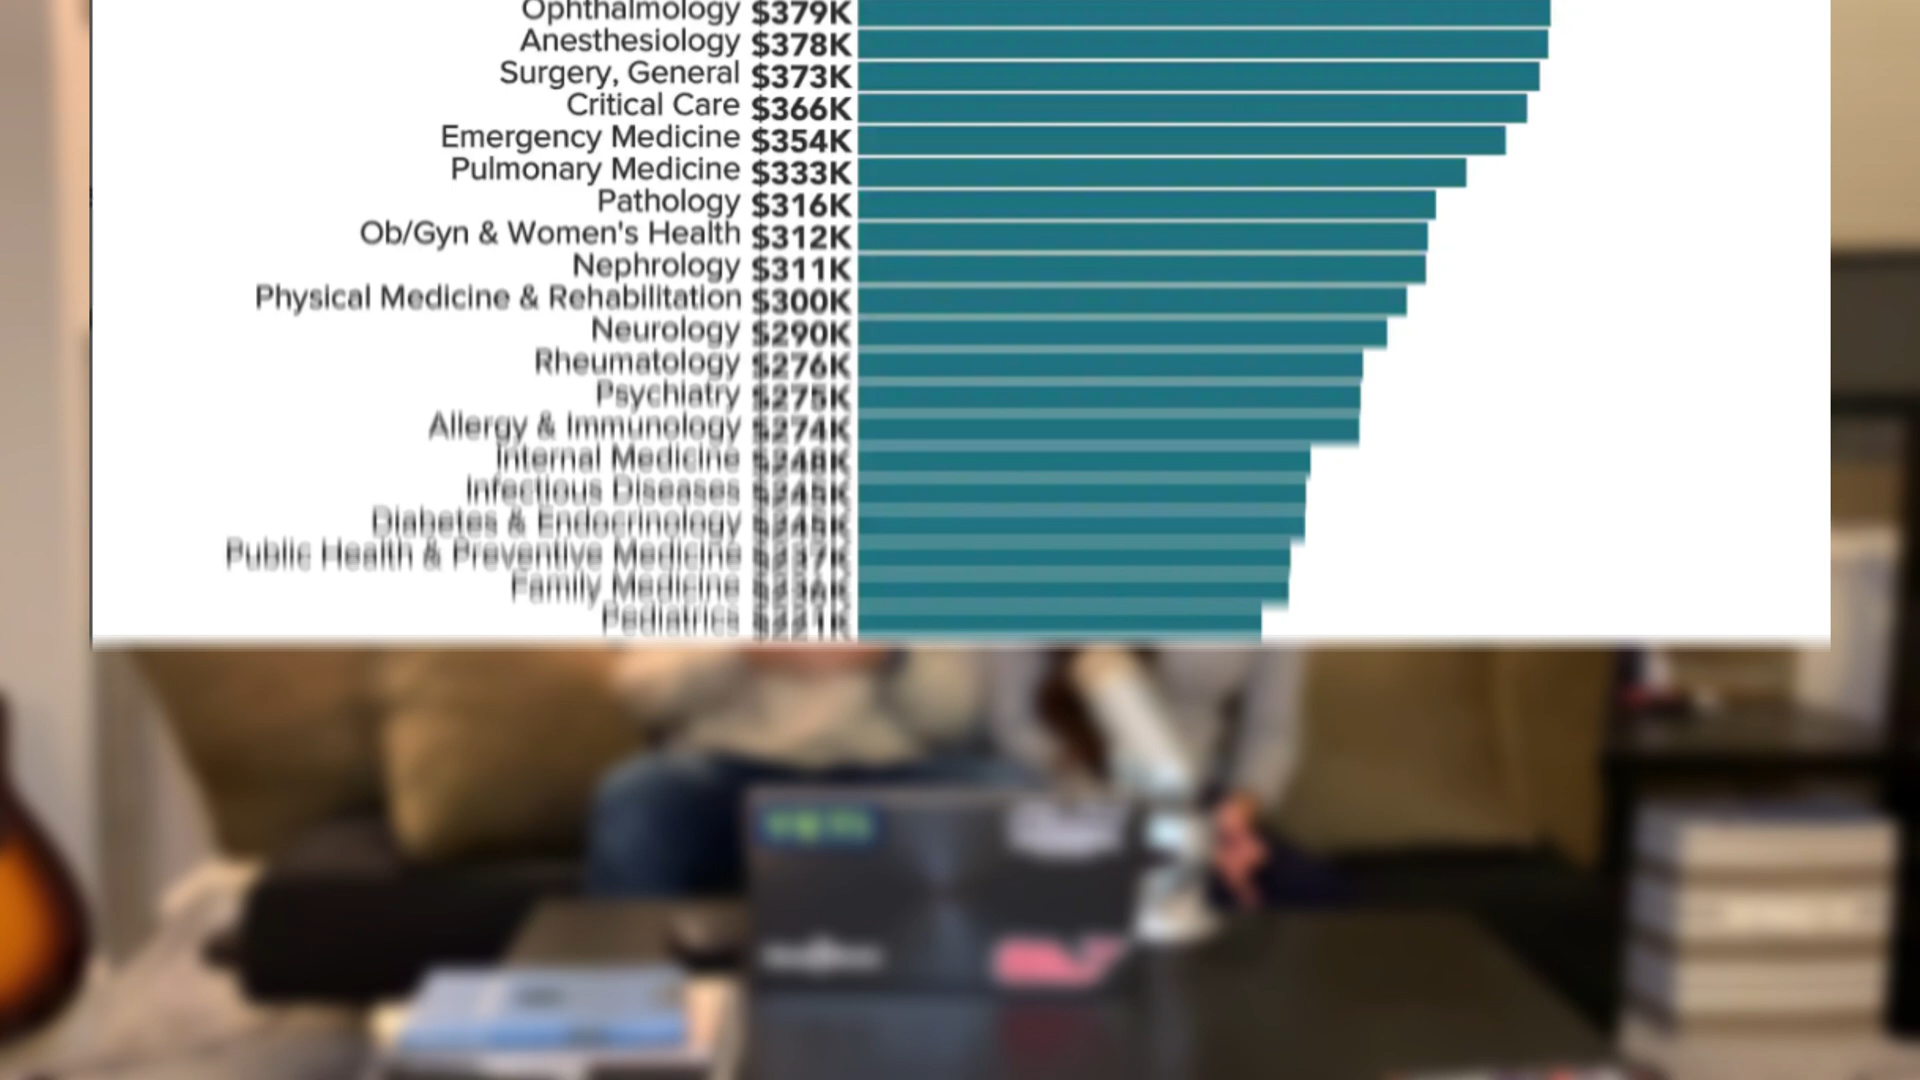 Ophthalmology $379K
Anesthesiology $378K
Surgery, General $373K
Critical Care $366K
Emergency Medicine $354K
Pulmonary Medicine $333K
Pathology $316K
Ob/Gyn & Women's Health $312K
Nephrology $311K
Physical Medicine & Rehabilitation $300K
Neurology $290K
Rheumatology $276K
Psychiatry $275K
Allergy & Immunology $274K
Internal Medicine
Infectious Diseases
Diabetes & Endocrinology
Public Health & Preventive Medicine
Family Medicine
Pediatrics